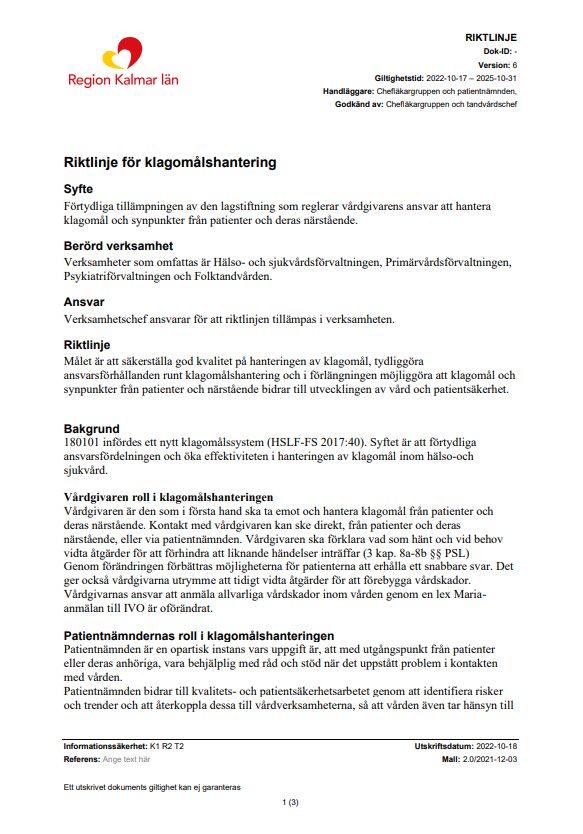 Region Kalmar län
RIKTLINJE
Dok-ID: -
Version: 6
Giltighetstid: 2022-10-17 – 2025-10-31
Handläggare: Chefläkargruppen och patientnämnden,
Godkänd av: Chefläkargruppen och tandvårdschef
Riktlinje för klagomålshantering
Syfte
Förtydliga tillämpningen av den lagstiftning som reglerar vårdgivarens ansvar att hantera
klagomål och synpunkter från patienter och deras närstående.
Berörd verksamhet
Verksamheter som omfattas är Hälso- och sjukvårdsförvaltningen, Primärvårdsförvaltningen,
Psykiatriförvaltningen och Folktandvården.
Ansvar
Verksamhetschef ansvarar för att riktlinjen tillämpas i verksamheten.
Riktlinje
Målet är att säkerställa god kvalitet på hanteringen av klagomål, tydliggöra
ansvarsförhållanden runt klagomålshantering och i förlängningen möjliggöra att klagomål och
synpunkter från patienter och närstående bidrar till utvecklingen av vård och patientsäkerhet.
Bakgrund
180101 infördes ett nytt klagomålssystem (HSLF-FS 2017:40). Syftet är att förtydliga
ansvarsfördelningen och öka effektiviteten i hanteringen av klagomål inom hälso-och
sjukvård.
Vårdgivaren roll i klagomålshanteringen
Vårdgivaren är den som i första hand ska ta emot och hantera klagomål från patienter och
deras närstående. Kontakt med vårdgivaren kan ske direkt, från patienter och deras
närstående, eller via patientnämnden. Vårdgivaren ska förklara vad som hänt och vid behov
vidta åtgärder för att förhindra att liknande händelser inträffar (3 kap. 8a-8b §§ PSL)
Genom förändringen förbättras möjligheterna för patienterna att erhålla ett snabbare svar. Det
ger också vårdgivarna utrymme att tidigt vidta åtgärder för att förebygga vårdskador.
Vårdgivarnas ansvar att anmäla allvarliga vårdskador inom vården genom en lex Maria-
anmälan till IVO är oförändrat.
Patientnämndernas roll i klagomålshanteringen
Patientnämnden är en opartisk instans vars uppgift är, att med utgångspunkt från patienter
eller deras anhöriga, vara behjälplig med råd och stöd när det uppstått problem i kontakten
med vården.
Patientnämnden bidrar till kvalitets- och patientsäkerhetsarbetet genom att identifiera risker
och trender och att återkoppla dessa till vårdverksamheterna, så att vården även tar hänsyn till
Informationssäkerhet: K1 R2 T2
Utskriftsdatum: 2022-10-18
Referens: Ange text här
Mall: 2.0/2021-12-03
Ett utskrivet dokuments giltighet kan ej garanteras
1 (3)